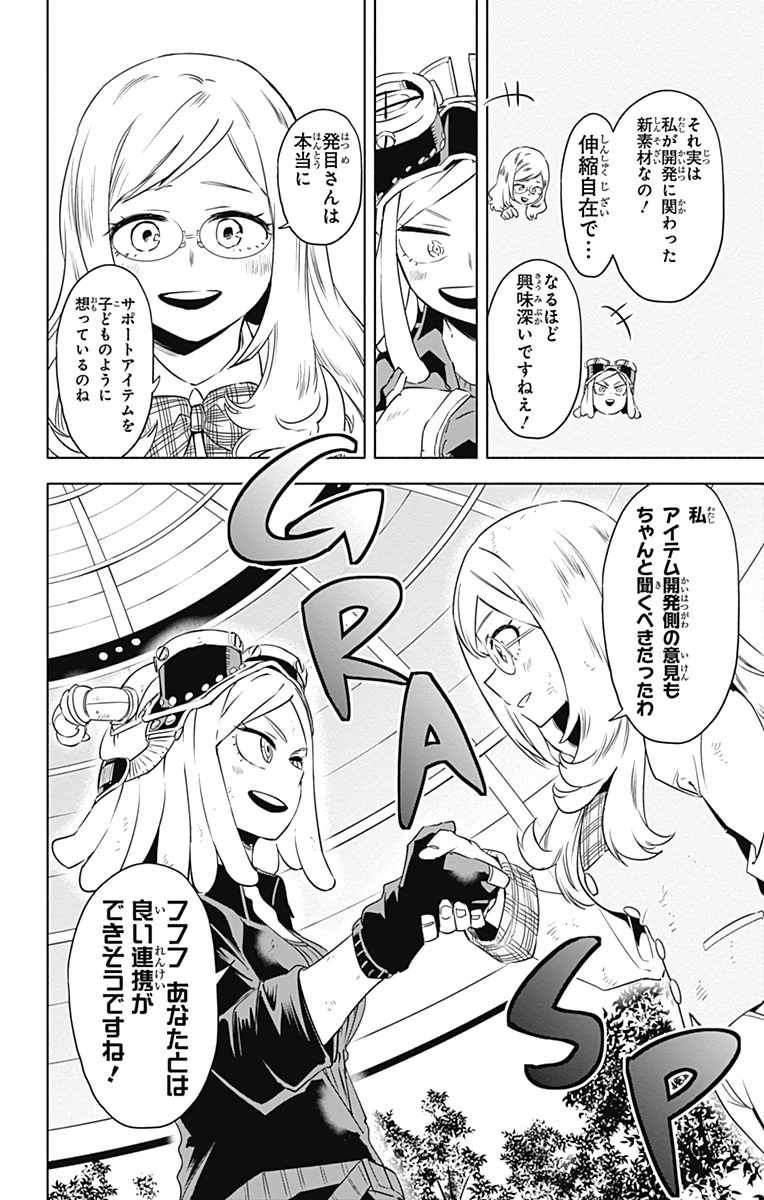 それ実は
私が開発に関わった
新素材なの!
伸縮自在で…
なるほど
興味深いですねえ!
発目さんは
本当に
サポートアイテムを
子どものように
想っているのね
私
アイテム開発側の意見も
ちゃんと聞くべきだったわ
GRASP
フフフ あなたとは
良い連携が
できそうですね!